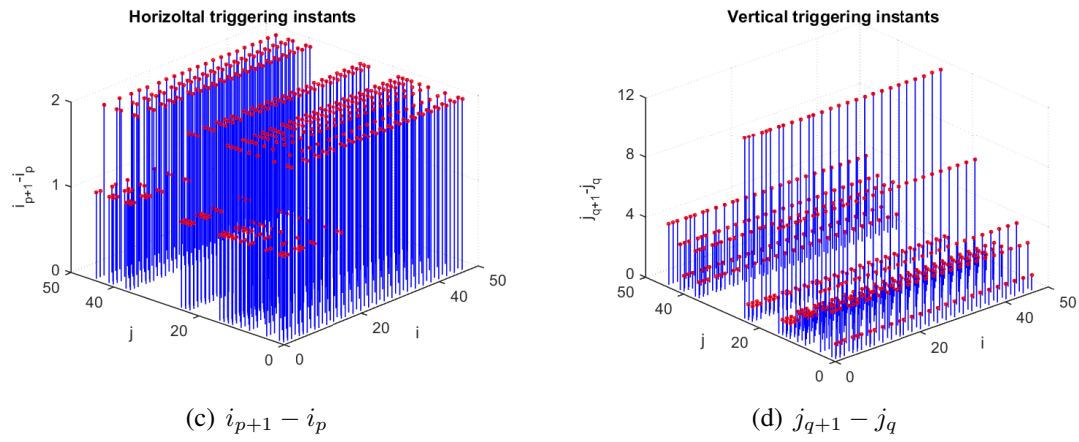 Horizoltal triggering instants
2
1
0
i_{p+1}-i_p
50
40
20
0
j
0
20
40
50
i
(c) i_{p+1} − i_p
Vertical triggering instants
12
8
4
0
j_{q+1}-j_q
50
40
20
0
j
0
20
40
50
i
(d) j_{q+1} − j_q